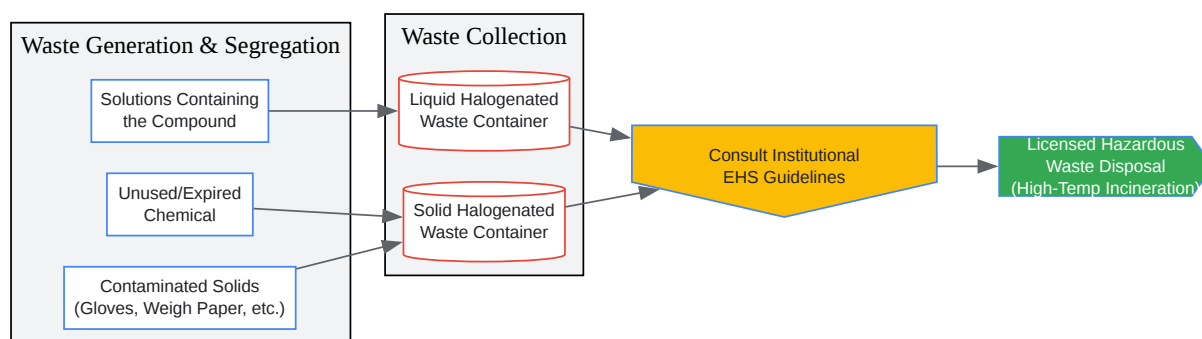 Waste Generation & Segregation
Solutions Containing
the Compound
Unused/Expired
Chemical
Contaminated Solids
(Gloves, Weigh Paper, etc.)
Waste Collection
Liquid Halogenated
Waste Container
Solid Halogenated
Waste Container
Consult Institutional
EHS Guidelines
Licensed Hazardous
Waste Disposal
(High-Temp Incineration)